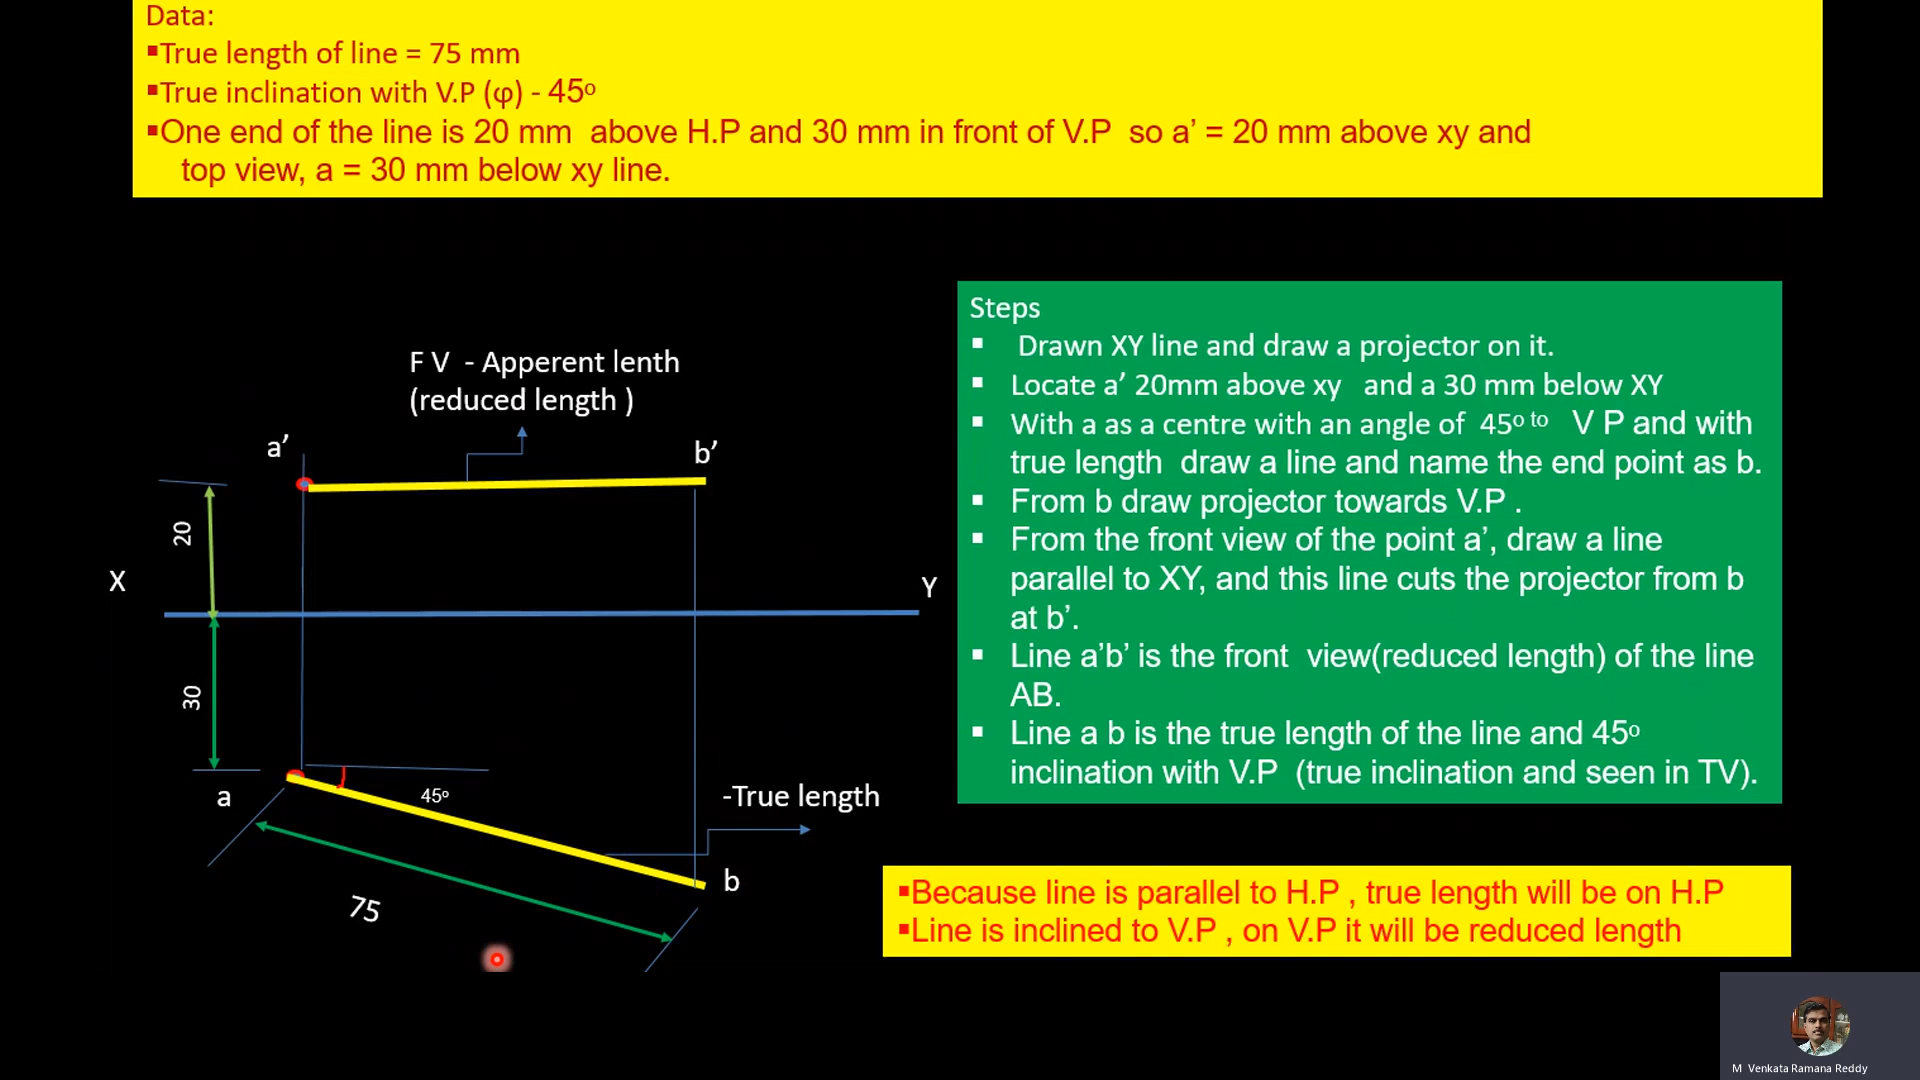 Data:
▪True length of line = 75 mm
▪True inclination with V.P (φ) - 45º
▪One end of the line is 20 mm above H.P and 30 mm in front of V.P so a’ = 20 mm above xy and
top view, a = 30 mm below xy line.
F V - Apperent lenth
(reduced length )
a’
b’
20
X
Y
30
a
45º
-True length
b
75
Steps
▪ Drawn XY line and draw a projector on it.
▪ Locate a’ 20mm above xy and a 30 mm below XY
▪ With a as a centre with an angle of 45º to V P and with
true length draw a line and name the end point as b.
▪ From b draw projector towards V.P .
▪ From the front view of the point a’, draw a line
parallel to XY, and this line cuts the projector from b
at b’.
▪ Line a’b’ is the front view(reduced length) of the line
AB.
▪ Line a b is the true length of the line and 45º
inclination with V.P (true inclination and seen in TV).
▪Because line is parallel to H.P , true length will be on H.P
▪Line is inclined to V.P , on V.P it will be reduced length
M Venkata Ramana Reddy